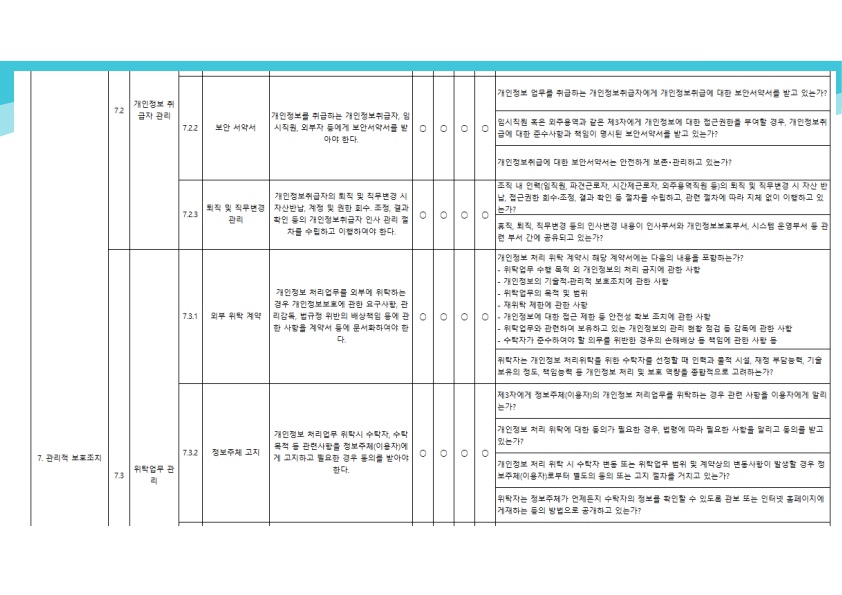 7. 관리적 보호조치
7.2
개인정보 취
급자 관리
7.2.2
보안 서약서
개인정보를 취급하는 개인정보취급자, 임
시직원, 외부자 등에게 보안서약서를 받
아야 한다.
○ ○ ○ ○
개인정보 업무를 취급하는 개인정보취급자에게 개인정보취급에 대한 보안서약서를 받고 있는가?
임시직원 혹은 외주용역과 같은 제3자에게 개인정보에 대한 접근권한을 부여할 경우, 개인정보취
급에 대한 준수사항과 책임이 명시된 보안서약서를 받고 있는가?
개인정보취급에 대한 보안서약서는 안전하게 보존·관리하고 있는가?
7.2.3
퇴직 및 직무변경
관리
개인정보취급자의 퇴직 및 직무변경 시
자산반납, 계정 및 권한 회수. 조정, 결과
확인 등의 개인정보취급자 인사 관리 절
차를 수립하고 이행하여야 한다.
○ ○ ○ ○
조직 내 인력(임직원, 파견근로자, 시간제근로자, 외주용역직원 등)의 퇴직 및 직무변경 시 자산 반
납, 접근권한 회수·조정, 결과 확인 등 절차를 수립하고, 관련 절차에 따라 지체 없이 이행하고 있
는가?
휴직, 퇴직, 직무변경 등의 인사변경 내용이 인사부서와 개인정보보호부서, 시스템 운영부서 등 관
련 부서 간에 공유되고 있는가?
7.3
위탁업무 관
리
7.3.1
외부 위탁 계약
개인정보 처리업무를 외부에 위탁하는
경우 개인정보보호에 관한 요구사항, 관
리감독, 법규정 위반의 배상책임 등에 관
한 사항을 계약서 등에 문서화하여야 한
다.
○ ○ ○ ○
개인정보 처리 위탁 계약시 해당 계약서에는 다음의 내용을 포함하는가?
- 위탁업무 수행 목적 외 개인정보의 처리 금지에 관한 사항
- 개인정보의 기술적·관리적 보호조치에 관한 사항
- 위탁업무의 목적 및 범위
- 재위탁 제한에 관한 사항
- 개인정보에 대한 접근 제한 등 안전성 확보 조치에 관한 사항
- 위탁업무와 관련하여 보유하고 있는 개인정보의 관리 현황 점검 등 감독에 관한 사항
- 수탁자가 준수하여야 할 의무를 위반한 경우의 손해배상 등 책임에 관한 사항 등
위탁자는 개인정보 처리위탁을 위한 수탁자를 선정할 때 인력과 물적 시설, 재정 부담능력, 기술
보유의 정도, 책임능력 등 개인정보 처리 및 보호 역량을 종합적으로 고려하는가?
7.3.2
정보주체 고지
개인정보 처리업무 위탁시 수탁자, 수탁
목적 등 관련사항을 정보주체(이용자)에
게 고지하고 필요한 경우 동의를 받아야
한다.
○ ○ ○ ○
제3자에게 정보주체(이용자)의 개인정보 처리업무를 위탁하는 경우 관련 사항을 이용자에게 알리
는가?
개인정보 처리 위탁에 대한 동의가 필요한 경우, 법령에 따라 필요한 사항을 알리고 동의를 받고
있는가?
개인정보 처리 위탁 시 수탁자 변동 또는 위탁업무 범위 및 계약상의 변동사항이 발생할 경우 정
보주체(이용자)로부터 별도의 동의 또는 고지 절차를 거치고 있는가?
위탁자는 정보주체가 언제든지 수탁자의 정보를 확인할 수 있도록 관보 또는 인터넷 홈페이지에
게재하는 등의 방법으로 공개하고 있는가?